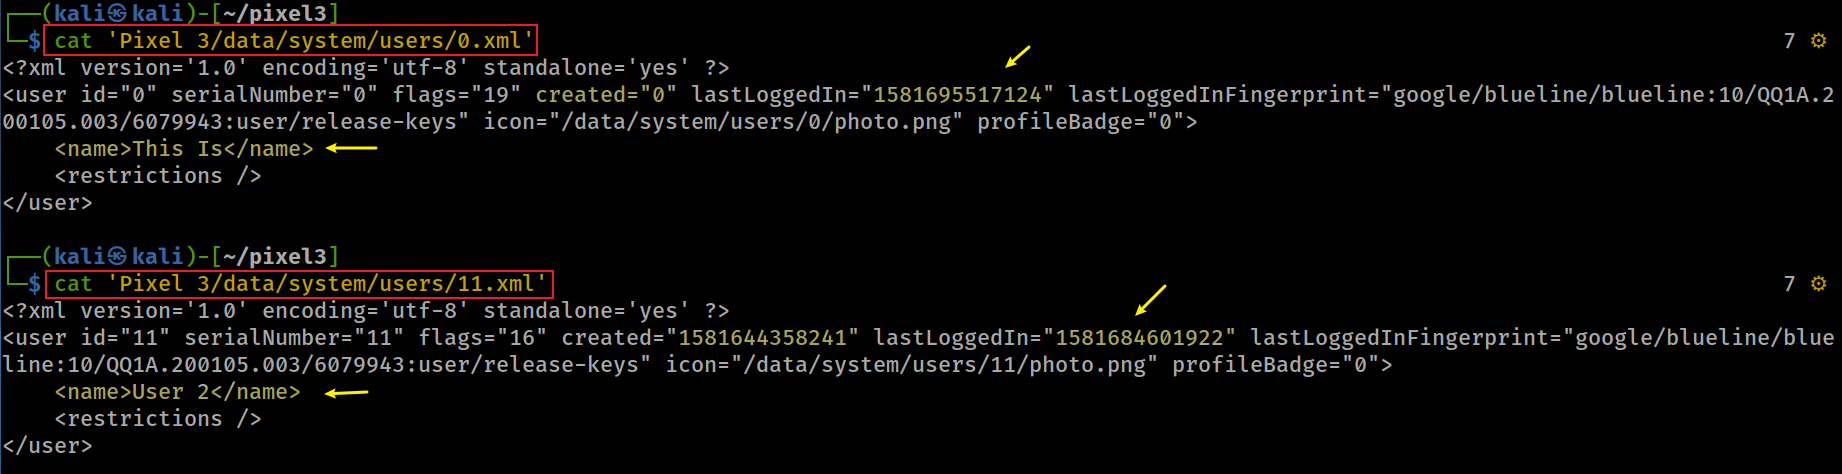 ┌──(kali㉿kali)-[~/pixel3]
└─$ cat 'Pixel 3/data/system/users/0.xml' 7 ⚙
<?xml version='1.0' encoding='utf-8' standalone='yes' ?>
<user id="0" serialNumber="0" flags="19" created="0" lastLoggedIn="1581695517124" lastLoggedInFingerprint="google/blueline/blueline:10/QQ1A.2
00105.003/6079943:user/release-keys" icon="/data/system/users/0/photo.png" profileBadge="0">
    <name>This Is</name>
    <restrictions />
</user>
┌──(kali㉿kali)-[~/pixel3]
└─$ cat 'Pixel 3/data/system/users/11.xml' 7 ⚙
<?xml version='1.0' encoding='utf-8' standalone='yes' ?>
<user id="11" serialNumber="11" flags="16" created="1581644358241" lastLoggedIn="1581684601922" lastLoggedInFingerprint="google/blueline/blue
line:10/QQ1A.200105.003/6079943:user/release-keys" icon="/data/system/users/11/photo.png" profileBadge="0">
    <name>User 2</name>
    <restrictions />
</user>